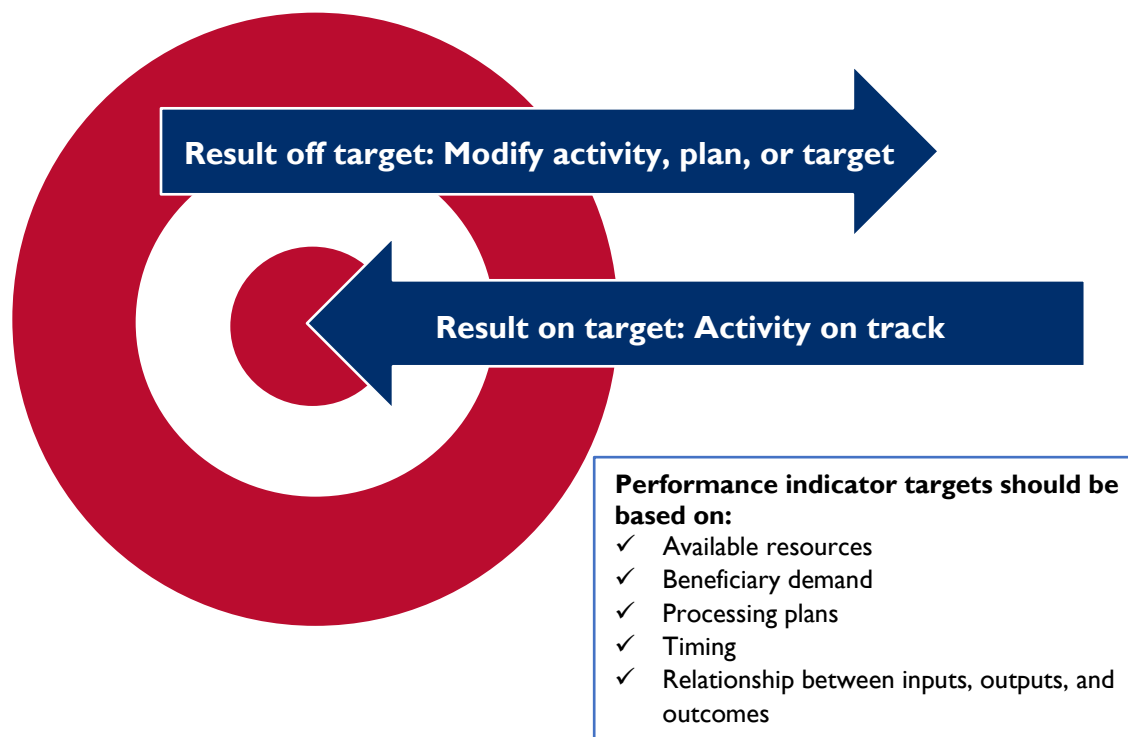 Result off target: Modify activity, plan, or target
Result on target: Activity on track
Performance indicator targets should be
based on:
✓ Available resources
✓ Beneficiary demand
✓ Processing plans
✓ Timing
✓ Relationship between inputs, outputs, and
outcomes